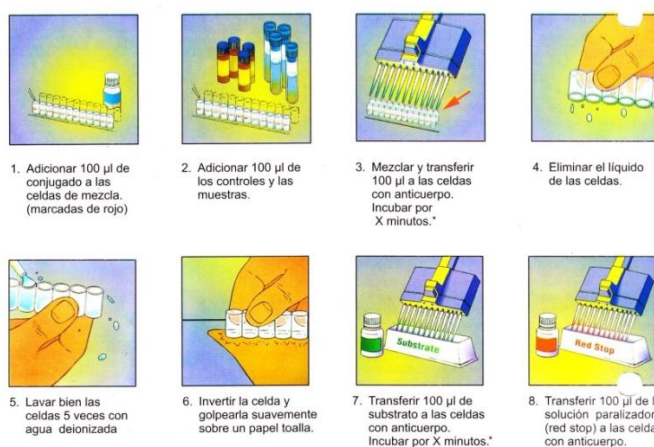 1. Adicionar 100 µl de
conjugado a las
celdas de mezcla.
(marcadas de rojo)
2. Adicionar 100 µl de
los controles y las
muestras.
3. Mezclar y transferir
100 µl a las celdas
con anticuerpo.
Incubar por
X minutos.*
4. Eliminar el líquido
de las celdas.
Substrate
Red Stop
5. Lavar bien las
celdas 5 veces con
agua deionizada
6. Invertir la celda y
golpearla suavemente
sobre un papel toalla.
7. Transferir 100 µl de
substrato a las celdas
con anticuerpo.
Incubar por X minutos.*
8. Transferir 100 µl de l
solución paralizador
(red stop) a las celda
con anticuerpo.